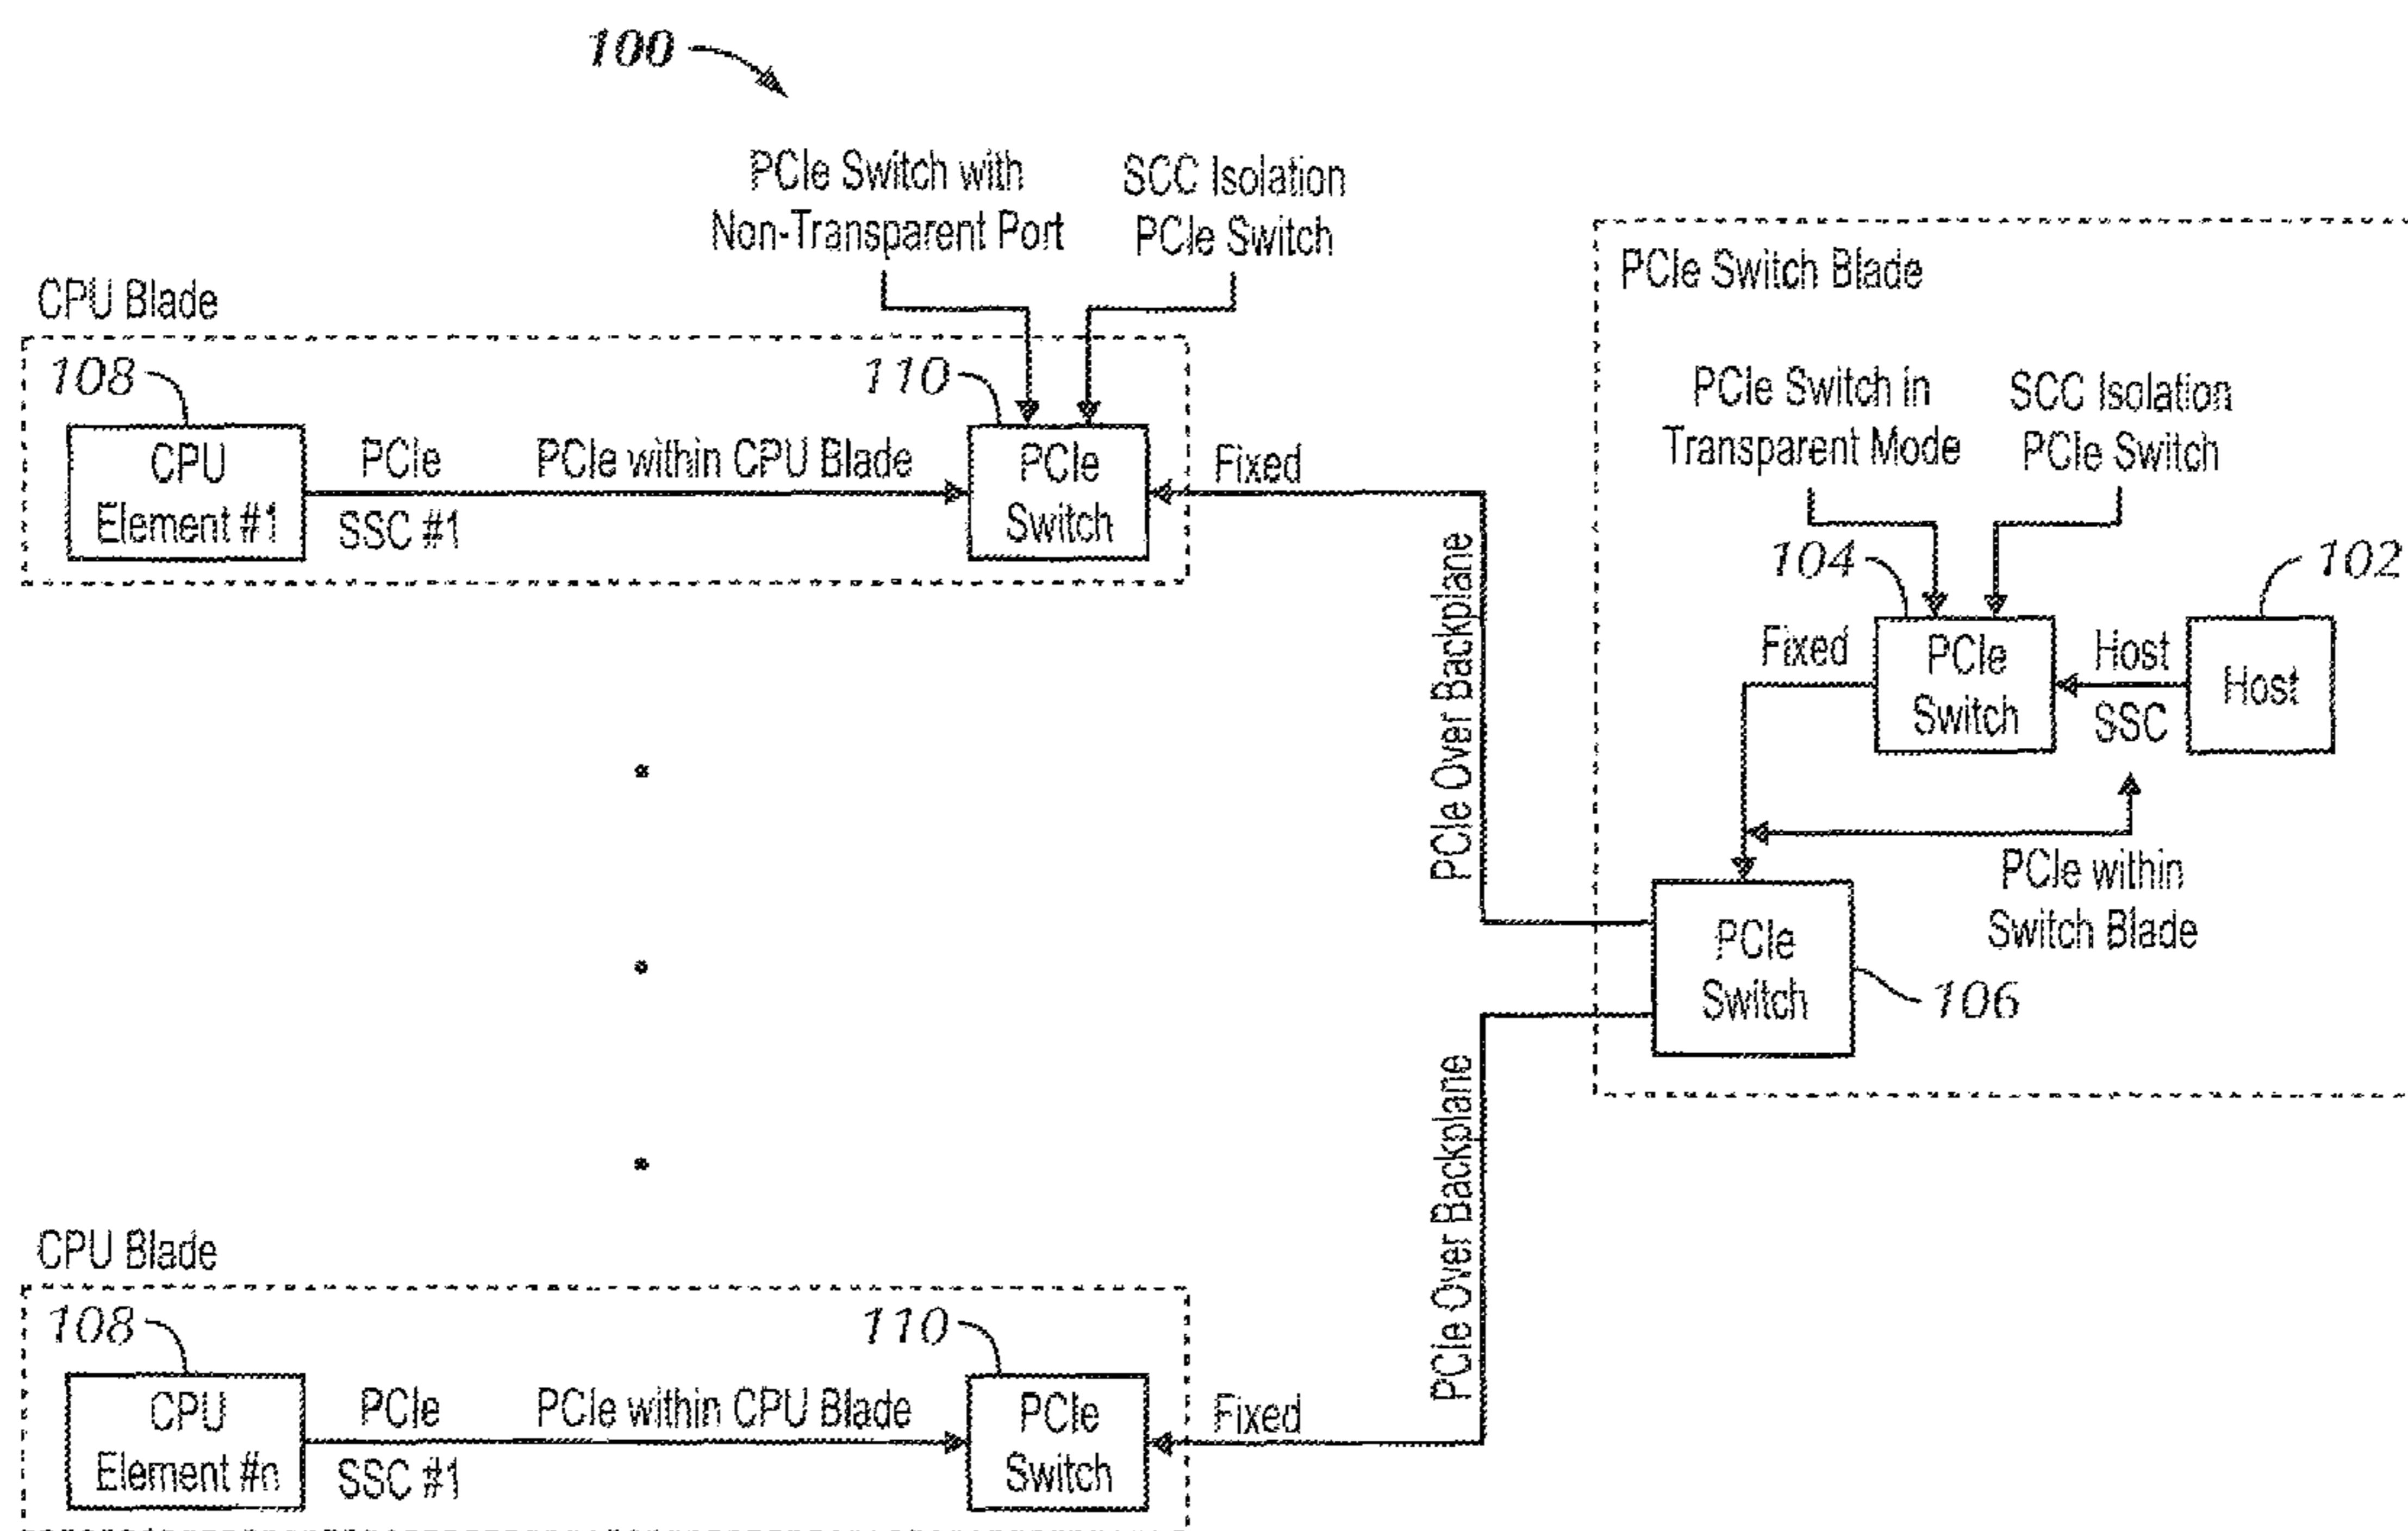 100
PCIe Switch with
Non-Transparent Port
SCC Isolation
PCIe Switch
CPU Blade
108
110
CPU
Element #1
PCIe
SSC #1
PCIe within CPU Blade
PCIe
Switch
Fixed
PCIe Over Backplane
PCIe Switch Blade
PCIe Switch in
Transparent Mode
SCC Isolation
PCIe Switch
104
102
Fixed
PCIe
Switch
Host
SSC
Host
PCIe within
Switch Blade
PCIe
Switch
106
PCIe Over Backplane
CPU Blade
108
110
CPU
Element #n
PCIe
SSC #1
PCIe within CPU Blade
PCIe
Switch
Fixed